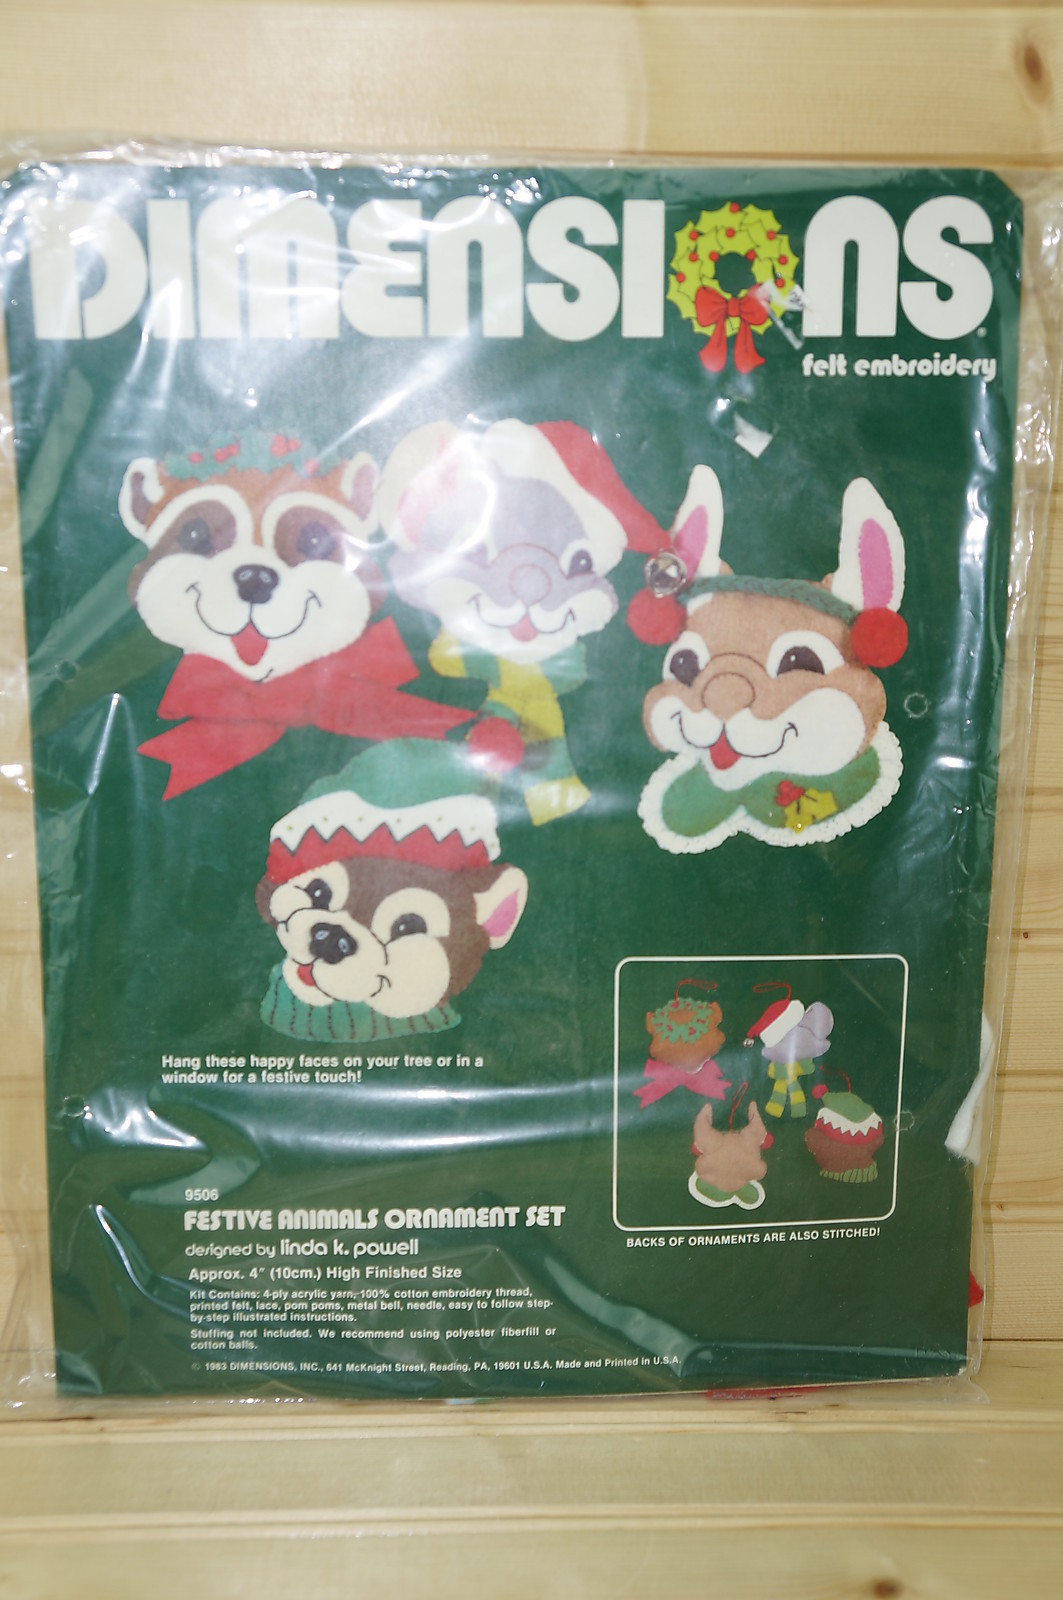 DIMENSIONS®
felt embroidery
Hang these happy faces on your tree or in a
window for a festive touch!
9506
FESTIVE ANIMALS ORNAMENT SET
designed by linda k. powell
Approx. 4" (10cm.) High Finished Size
Kit Contains: 4-ply acrylic yarn, 100% cotton embroidery thread,
printed felt, lace, pom poms, metal bell, needle, easy to follow step-
by-step illustrated instructions.
Stuffing not included. We recommend using polyester fiberfill or
cotton balls.
© 1983 DIMENSIONS, INC., 641 McKnight Street, Reading, PA, 19601 U.S.A. Made and Printed in U.S.A.
BACKS OF ORNAMENTS ARE ALSO STITCHED!